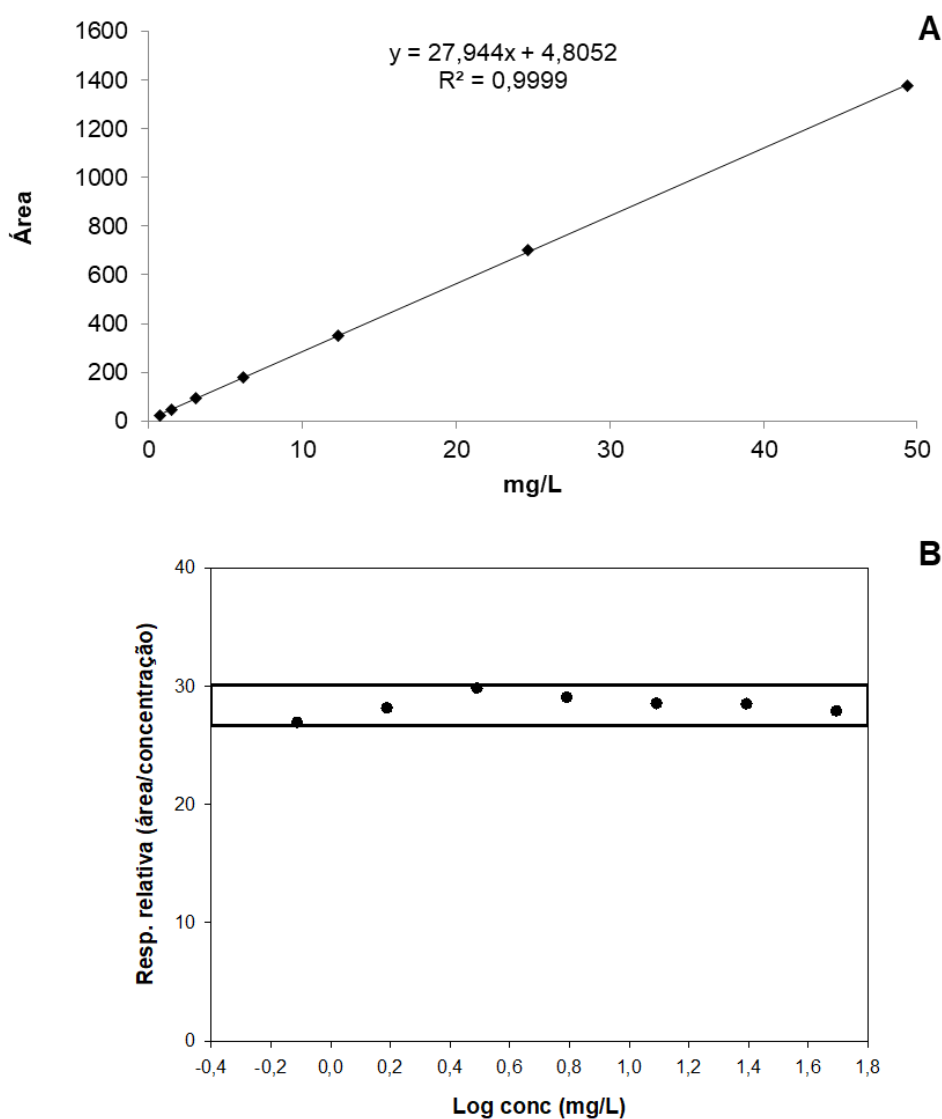 A
1600
1400
1200
1000
800
600
400
200
0
y = 27,944x + 4,8052
R² = 0,9999
Área
0 10 20 30 40 50
mg/L
B
40
30
20
10
0
Resp. relativa (área/concentração)
-0,4 -0,2 0,0 0,2 0,4 0,6 0,8 1,0 1,2 1,4 1,6 1,8
Log conc (mg/L)